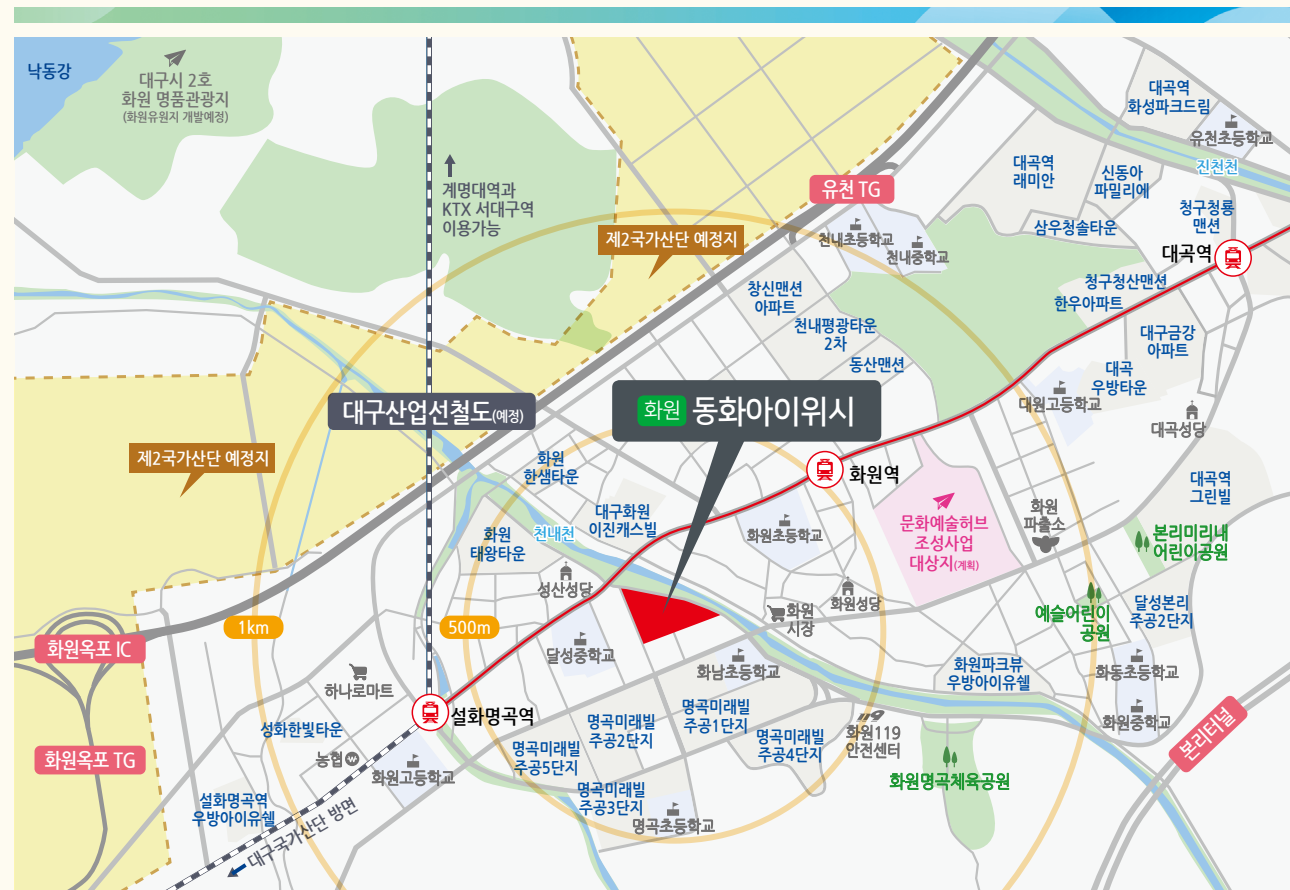 낙동강
대구시 2호
화원 명품관광지
(화원유원지 개발예정)
계명대역과
KTX 서대구역
이용가능
제2국가산단 예정지
유천 TG
천내초등학교
천내중학교
대곡역
래미안
대곡역
화성파크드림
유천초등학교
진천천
신동아
파밀리에
청구청룡
맨션
삼우청솔타운
대곡역
청구청산맨션
한우아파트
창신맨션
아파트
천내평광타운
2차
동산맨션
대구금강
아파트
대곡
우방타운
대원고등학교
대곡성당
대구산업선철도(예정)
화원 동화아이위시
제2국가산단 예정지
화원
한샘타운
화원역
대곡역
그린빌
화원
태왕타운
천내천
대구화원
이진캐스빌
화원초등학교
문화예술허브
조성사업
대상지(계획)
화원
파출소
본리미리내
어린이공원
성산성당
화원성당
화원
시장
예슬어린이
공원
달성본리
주공2단지
1km
500m
화원옥포 IC
달성중학교
화남초등학교
화원파크뷰
우방아이유쉘
화동초등학교
하나로마트
설화명곡역
성화한빛타운
명곡미래빌
주공2단지
명곡미래빌
주공1단지
화원119
안전센터
화원중학교
본리터널
화원옥포 TG
농협
화원고등학교
명곡미래빌
주공5단지
명곡미래빌
주공4단지
명곡미래빌
주공3단지
명곡초등학교
화원명곡체육공원
설화명곡역
우방아이유쉘
대구국가산단 방면